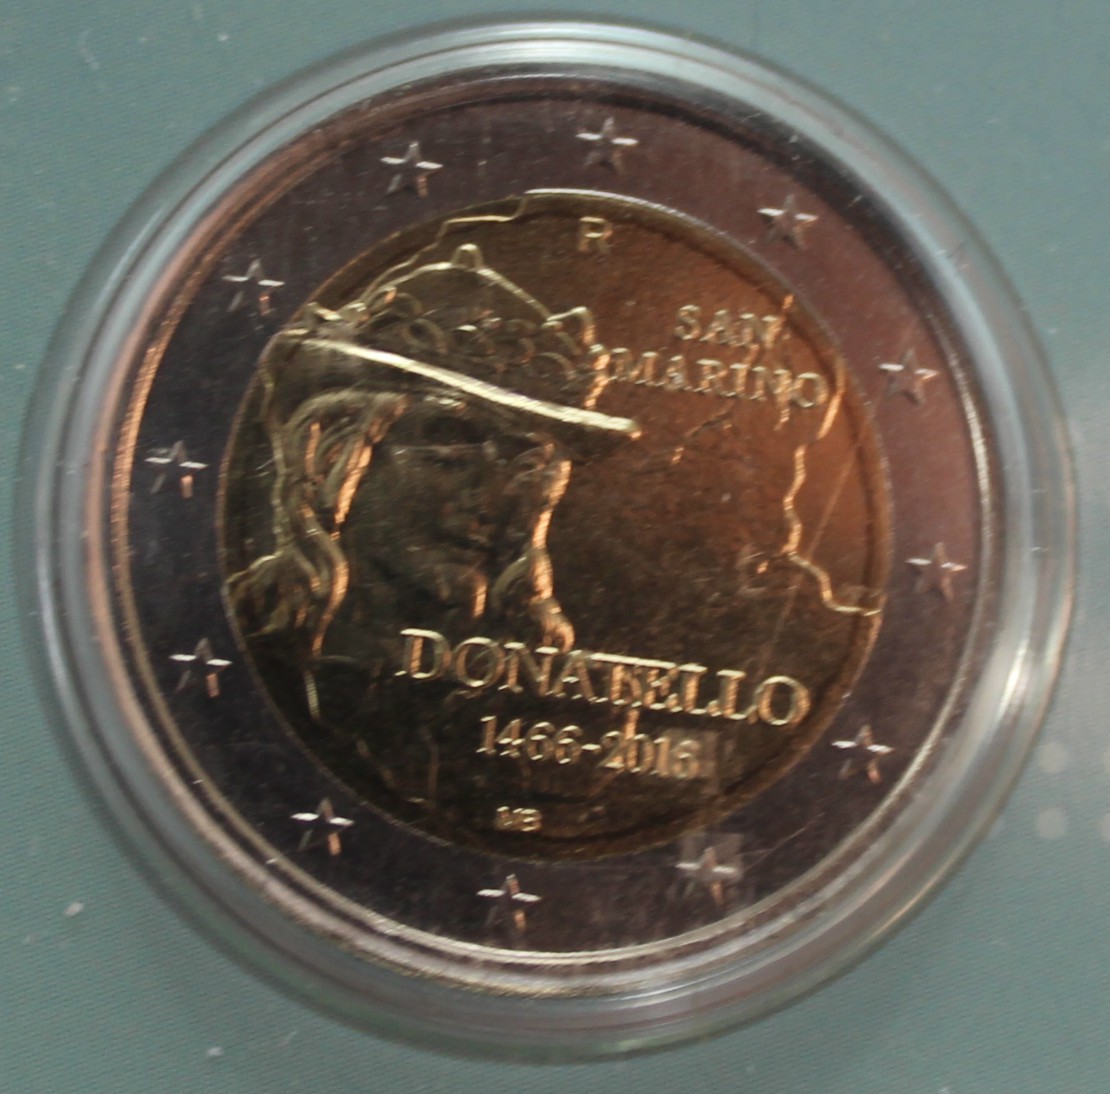 R
SAN
MARINO
DONATELLO
1466-2016
MB